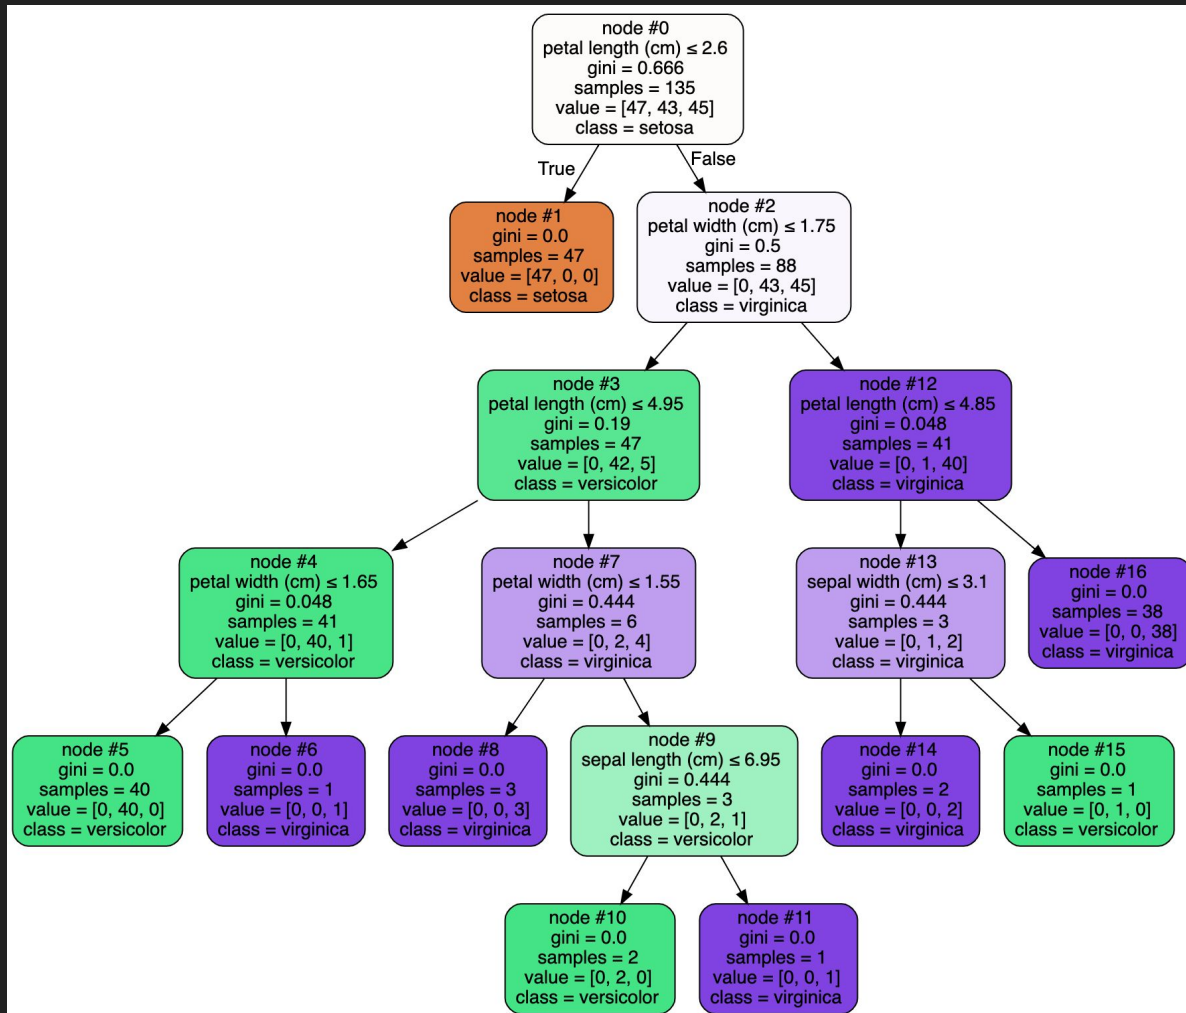 node #0
petal length (cm) ≤ 2.6
gini = 0.666
samples = 135
value = [47, 43, 45]
class = setosa
True
False
node #1
gini = 0.0
samples = 47
value = [47, 0, 0]
class = setosa
node #2
petal width (cm) ≤ 1.75
gini = 0.5
samples = 88
value = [0, 43, 45]
class = virginica
node #3
petal length (cm) ≤ 4.95
gini = 0.19
samples = 47
value = [0, 42, 5]
class = versicolor
node #12
petal length (cm) ≤ 4.85
gini = 0.048
samples = 41
value = [0, 1, 40]
class = virginica
node #4
petal width (cm) ≤ 1.65
gini = 0.048
samples = 41
value = [0, 40, 1]
class = versicolor
node #7
petal width (cm) ≤ 1.55
gini = 0.444
samples = 6
value = [0, 2, 4]
class = virginica
node #13
sepal width (cm) ≤ 3.1
gini = 0.444
samples = 3
value = [0, 1, 2]
class = virginica
node #16
gini = 0.0
samples = 38
value = [0, 0, 38]
class = virginica
node #5
gini = 0.0
samples = 40
value = [0, 40, 0]
class = versicolor
node #6
gini = 0.0
samples = 1
value = [0, 0, 1]
class = virginica
node #8
gini = 0.0
samples = 3
value = [0, 0, 3]
class = virginica
node #9
sepal length (cm) ≤ 6.95
gini = 0.444
samples = 3
value = [0, 2, 1]
class = versicolor
node #14
gini = 0.0
samples = 2
value = [0, 0, 2]
class = virginica
node #15
gini = 0.0
samples = 1
value = [0, 1, 0]
class = versicolor
node #10
gini = 0.0
samples = 2
value = [0, 2, 0]
class = versicolor
node #11
gini = 0.0
samples = 1
value = [0, 0, 1]
class = virginica